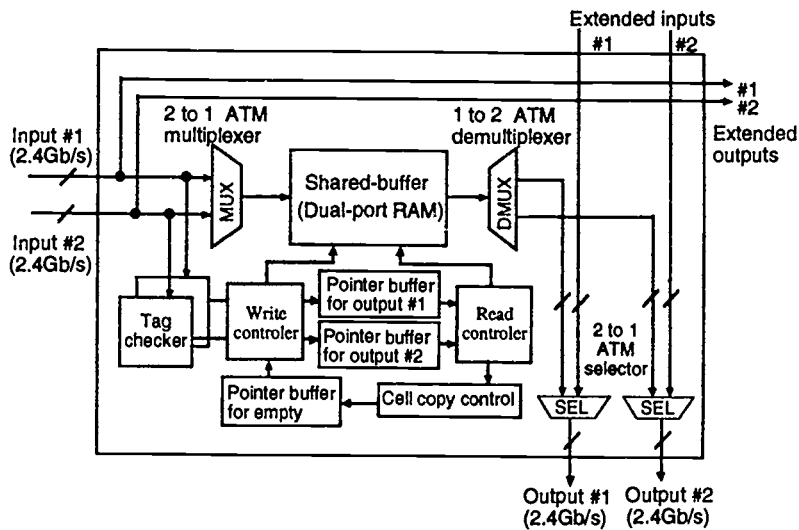 Extended inputs
#1
#2
#1
#2
Extended
outputs
2 to 1 ATM
multiplexer
1 to 2 ATM
demultiplexer
Input #1
(2.4Gb/s)
MUX
Shared-buffer
(Dual-port RAM)
DMUX
Input #2
(2.4Gb/s)
Tag
checker
Write
controler
Pointer buffer
for output #1
Pointer buffer
for output #2
Read
controler
2 to 1
ATM
selector
Pointer buffer
for empty
Cell copy control
SEL
SEL
Output #1
(2.4Gb/s)
Output #2
(2.4Gb/s)